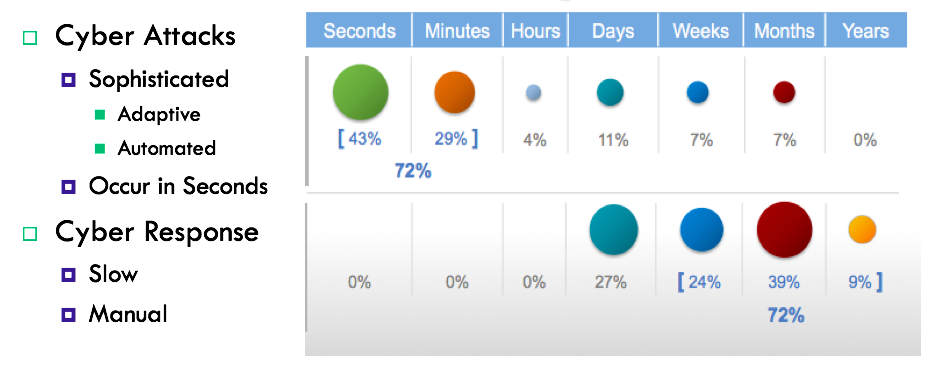 Cyber Attacks
Sophisticated
Adaptive
Automated
Occur in Seconds
Cyber Response
Slow
Manual
Seconds Minutes Hours Days Weeks Months Years
[ 43% 29% ] 4% 11% 7% 7% 0%
72%
0% 0% 0% 27% [ 24% 39% 9% ]
72%